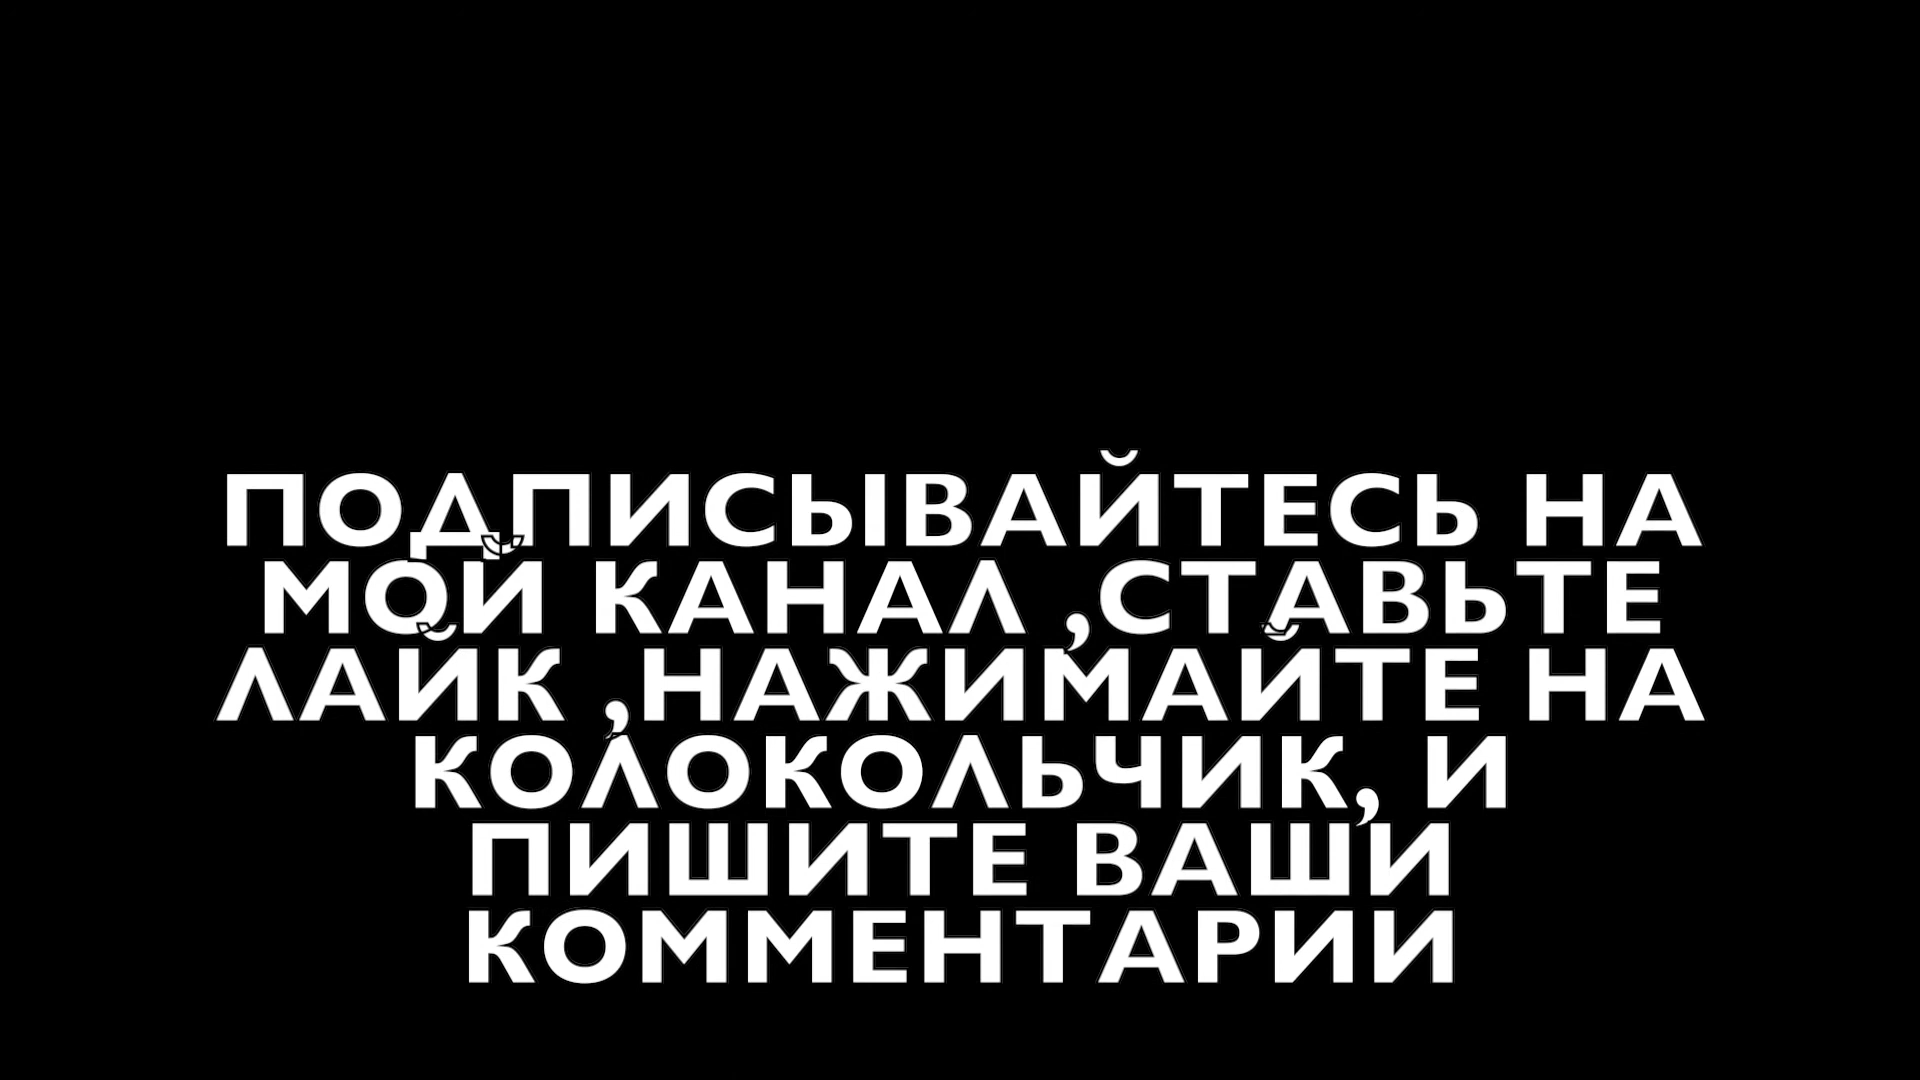 ПОДПИСЫВАЙТЕСЬ НА
МОЙ КАНАЛ ,СТАВЬТЕ
ЛАЙК ,НАЖИМАЙТЕ НА
КОЛОКОЛЬЧИК, И
ПИШИТЕ ВАШИ
КОММЕНТАРИИ